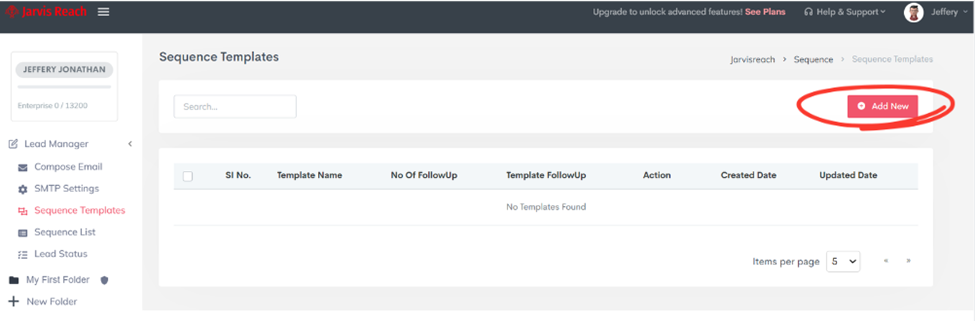 Jarvis Reach
Upgrade to unlock advanced features! See Plans
Help & Support
Jeffery
JEFFERY JONATHAN
Enterprise 0 / 13200
Lead Manager
Compose Email
SMTP Settings
Sequence Templates
Sequence List
Lead Status
My First Folder
New Folder
Sequence Templates
Jarvisreach > Sequence > Sequence Templates
Search...
Add New
SI No. Template Name No Of FollowUp Template FollowUp Action Created Date Updated Date
No Templates Found
Items per page 5 « »